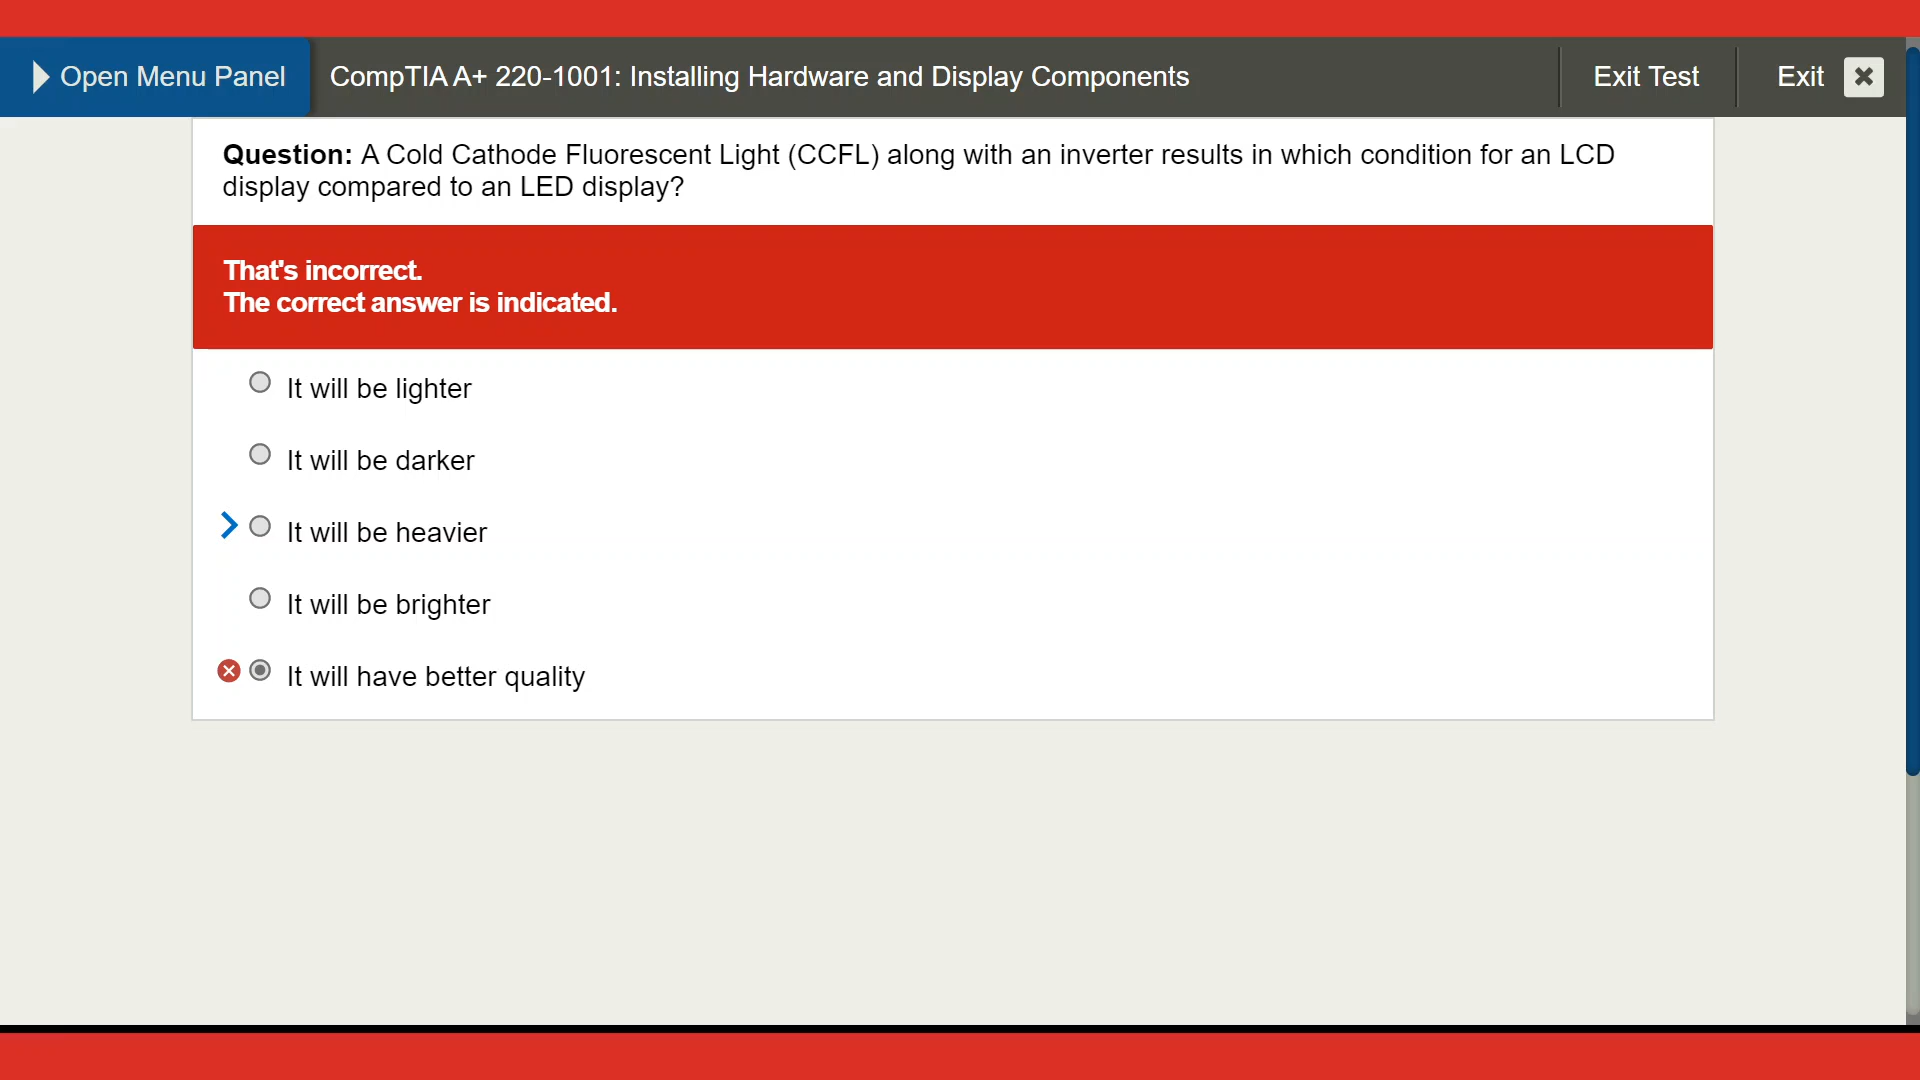 Open Menu Panel
CompTIA A+ 220-1001: Installing Hardware and Display Components
Exit Test
Exit
Question: A Cold Cathode Fluorescent Light (CCFL) along with an inverter results in which condition for an LCD
display compared to an LED display?
That's incorrect.
The correct answer is indicated.
It will be lighter
It will be darker
It will be heavier
It will be brighter
It will have better quality